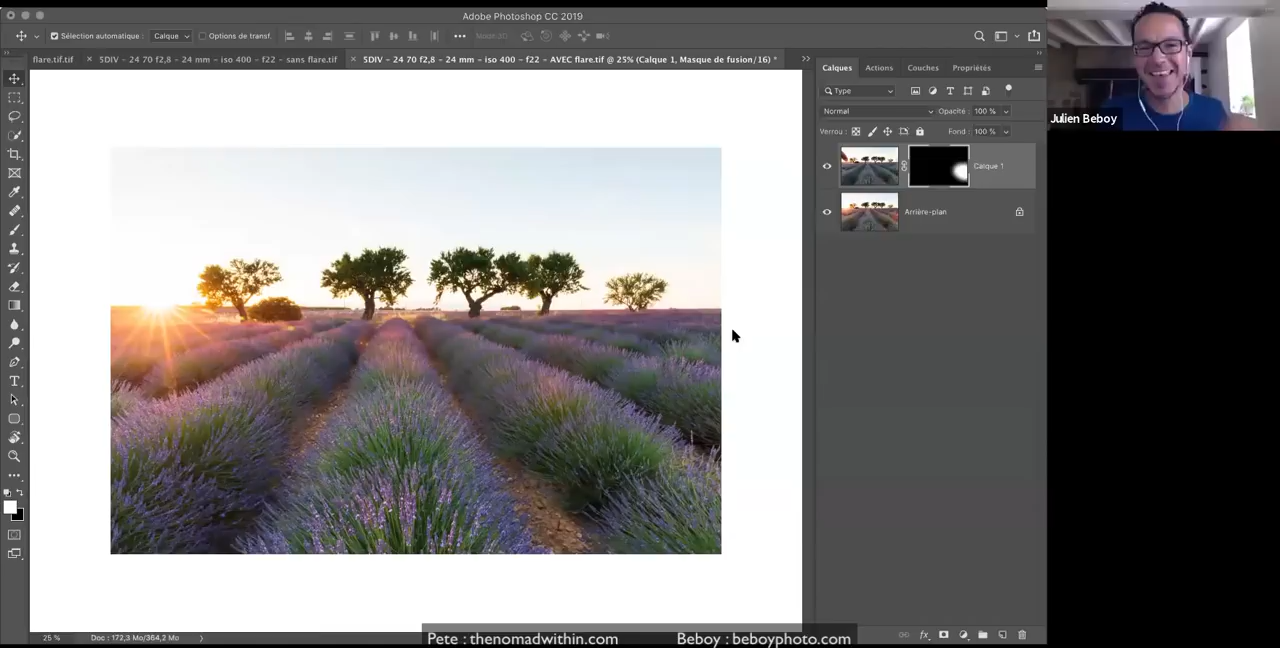 Adobe Photoshop CC 2019
Sélection automatique : Calque Options de transf. Mode 3D :
flare.tif.tif 5DIV – 24 70 f2,8 – 24 mm – iso 400 – f22 – sans flare.tif 5DIV – 24 70 f2,8 – 24 mm – iso 400 – f22 – AVEC flare.tif @ 25% (Calque 1, Masque de fusion/16) *
Calques Actions Couches Propriétés
Type
Normal Opacité : 100 %
Verrou : Fond : 100 %
Calque 1
Arrière-plan
Julien Beboy
25 % Doc : 172,3 Mo/364,2 Mo
Pete : thenomadwithin.com Beboy : beboyphoto.com